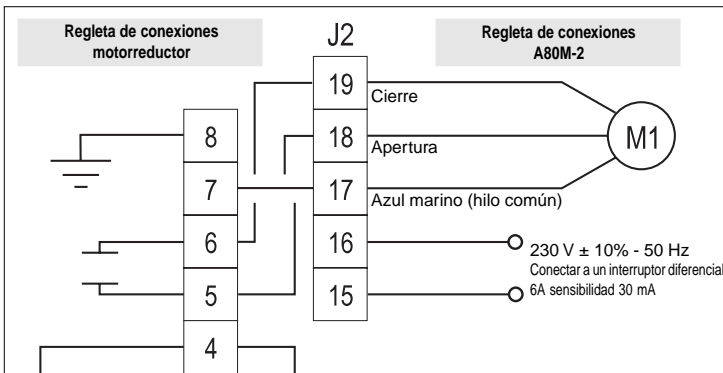 Regleta de conexiones
motorreductor
J2
Regleta de conexiones
A80M-2
19
Cierre
8
18
Apertura
M1
7
17
Azul marino (hilo común)
6
16
230 V ± 10% - 50 Hz
Conectar a un interruptor diferencial
5
15
6A sensibilidad 30 mA
4